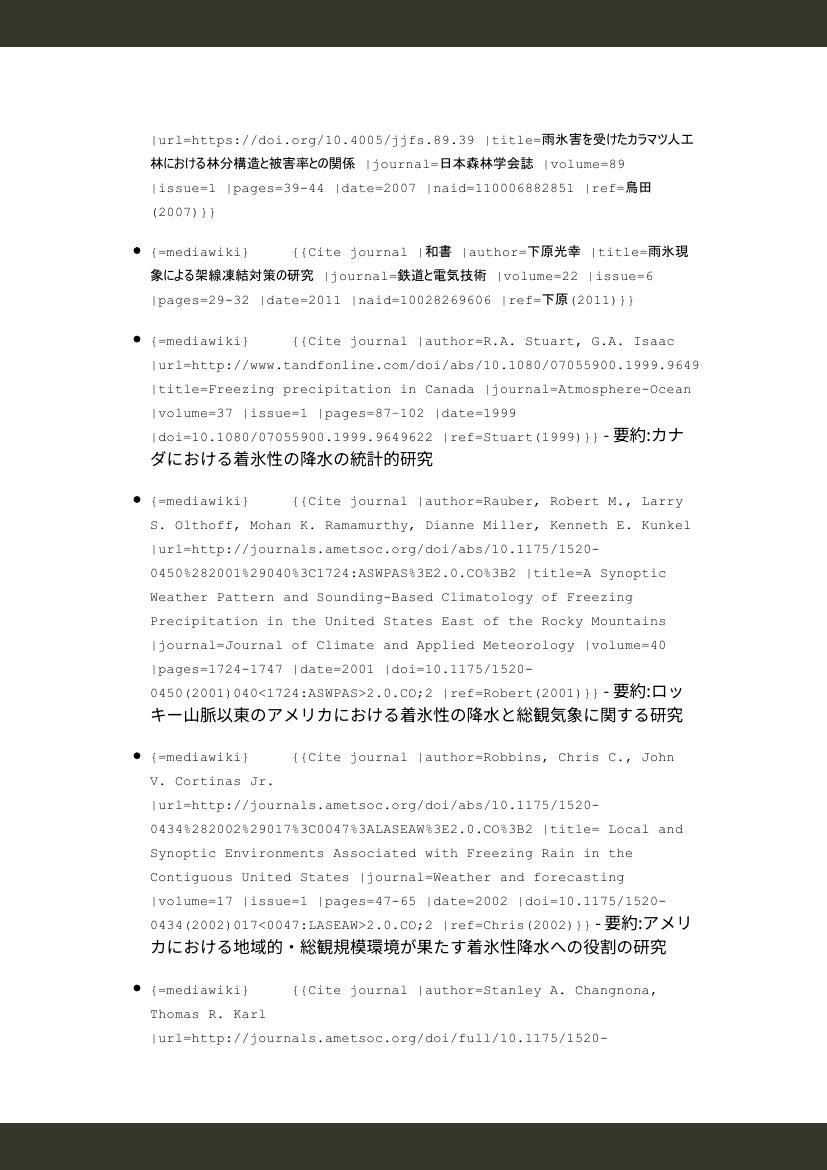 |url=https://doi.org/10.4005/jjfs.89.39 |title=雨氷害を受けたカラマツ人工
林における林分構造と被害率との関係 |journal=日本森林学会誌 |volume=89
|issue=1 |pages=39-44 |date=2007 |naid=110006882851 |ref=鳥田
(2007)}}
• {=mediawiki} {{Cite journal |和書 |author=下原光幸 |title=雨氷現
象による架線凍結対策の研究 |journal=鉄道と電気技術 |volume=22 |issue=6
|pages=29-32 |date=2011 |naid=10028269606 |ref=下原(2011)}}
• {=mediawiki} {{Cite journal |author=R.A. Stuart, G.A. Isaac
|url=http://www.tandfonline.com/doi/abs/10.1080/07055900.1999.9649
|title=Freezing precipitation in Canada |journal=Atmosphere-Ocean
|volume=37 |issue=1 |pages=87–102 |date=1999
|doi=10.1080/07055900.1999.9649622 |ref=Stuart(1999)}} - 要約:カナ
ダにおける着氷性の降水の統計的研究
• {=mediawiki} {{Cite journal |author=Rauber, Robert M., Larry
S. Olthoff, Mohan K. Ramamurthy, Dianne Miller, Kenneth E. Kunkel
|url=http://journals.ametsoc.org/doi/abs/10.1175/1520-
0450%282001%29040%3C1724:ASWPAS%3E2.0.CO%3B2 |title=A Synoptic
Weather Pattern and Sounding-Based Climatology of Freezing
Precipitation in the United States East of the Rocky Mountains
|journal=Journal of Climate and Applied Meteorology |volume=40
|pages=1724-1747 |date=2001 |doi=10.1175/1520-
0450(2001)040<1724:ASWPAS>2.0.CO;2 |ref=Robert(2001)}} - 要約:ロッ
キー山脈以東のアメリカにおける着氷性の降水と総観気象に関する研究
• {=mediawiki} {{Cite journal |author=Robbins, Chris C., John
V. Cortinas Jr.
|url=http://journals.ametsoc.org/doi/abs/10.1175/1520-
0434%282002%29017%3C0047%3ALASEAW%3E2.0.CO%3B2 |title= Local and
Synoptic Environments Associated with Freezing Rain in the
Contiguous United States |journal=Weather and forecasting
|volume=17 |issue=1 |pages=47-65 |date=2002 |doi=10.1175/1520-
0434(2002)017<0047:LASEAW>2.0.CO;2 |ref=Chris(2002)}} - 要約:アメリ
カにおける地域的・総観規模環境が果たす着氷性降水への役割の研究
• {=mediawiki} {{Cite journal |author=Stanley A. Changnona,
Thomas R. Karl
|url=http://journals.ametsoc.org/doi/full/10.1175/1520-